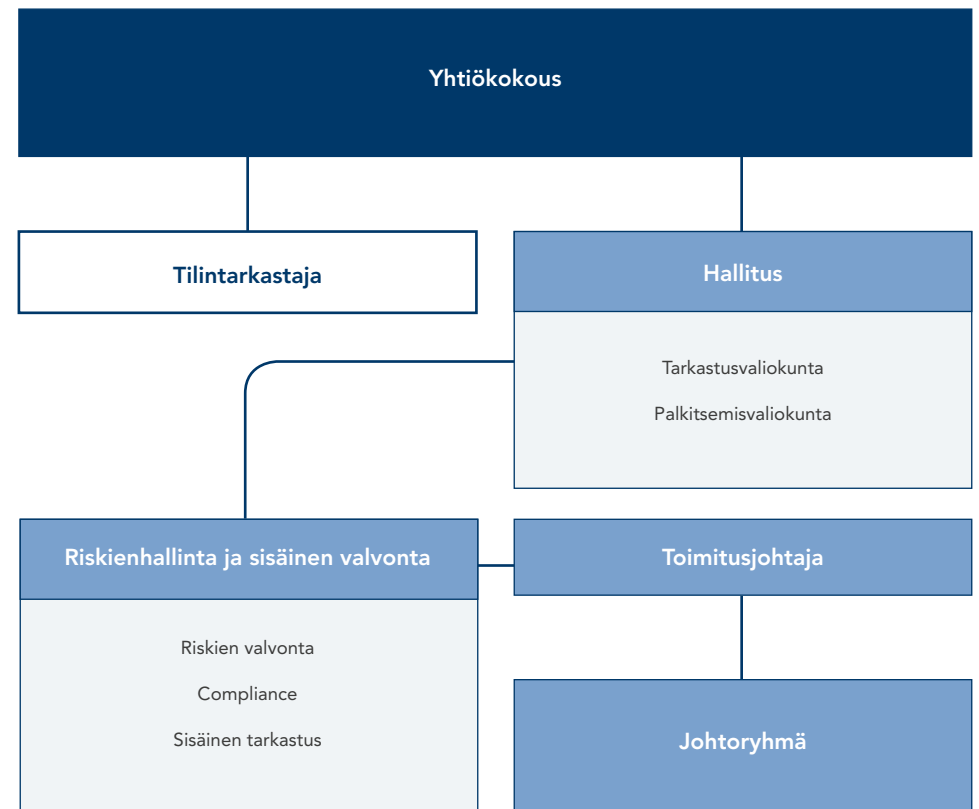 Yhtiökokous
Tilintarkastaja
Hallitus
Tarkastusvaliokunta
Palkitsemisvaliokunta
Riskienhallinta ja sisäinen valvonta
Toimitusjohtaja
Riskien valvonta
Compliance
Sisäinen tarkastus
Johtoryhmä